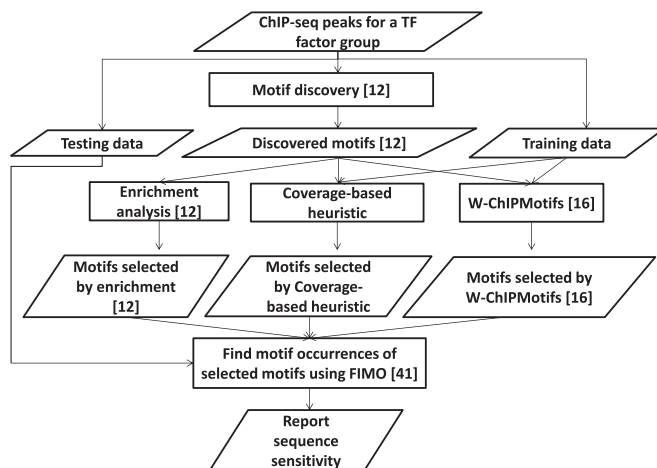 ChIP-seq peaks for a TF
factor group
Motif discovery [12]
Testing data
Discovered motifs [12]
Training data
Enrichment
analysis [12]
Coverage-based
heuristic
W-ChIPMotifs [16]
Motifs selected
by enrichment
[12]
Motifs selected
by Coverage-
based heuristic
Motifs selected by
W-ChIPMotifs [16]
Find motif occurrences of
selected motifs using FIMO [41]
Report
sequence
sensitivity